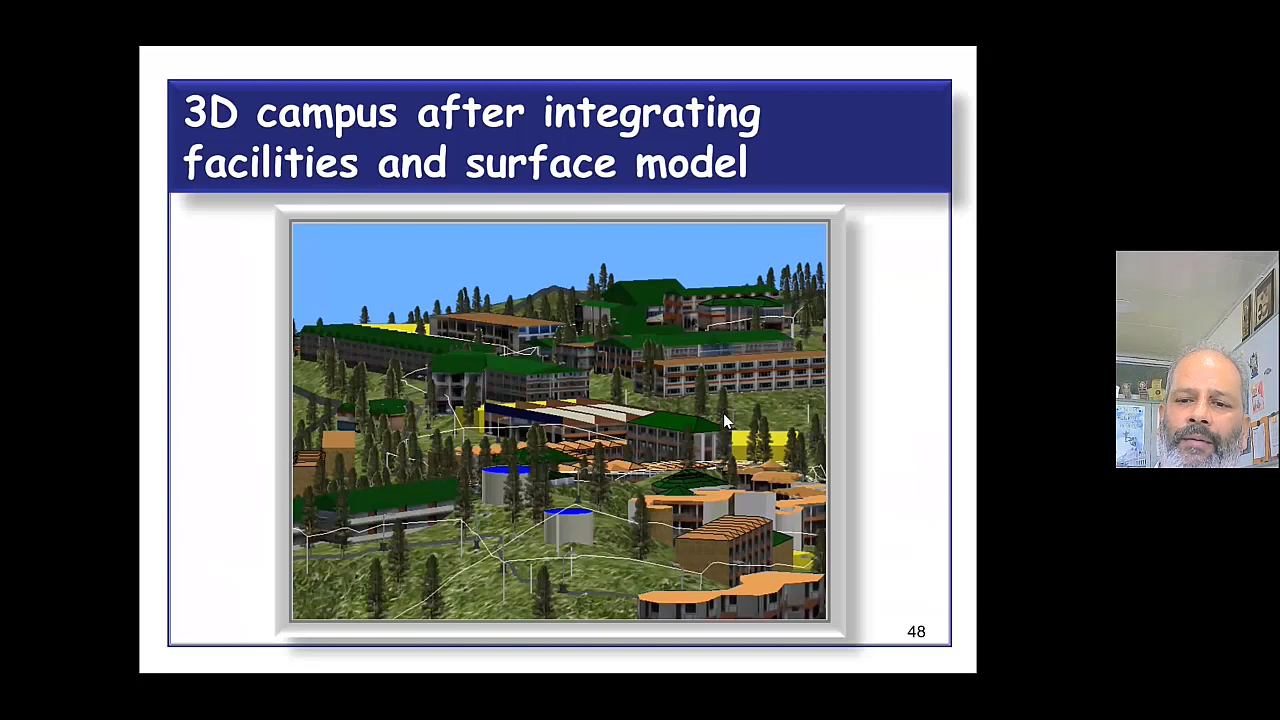 3D campus after integrating
facilities and surface model
48